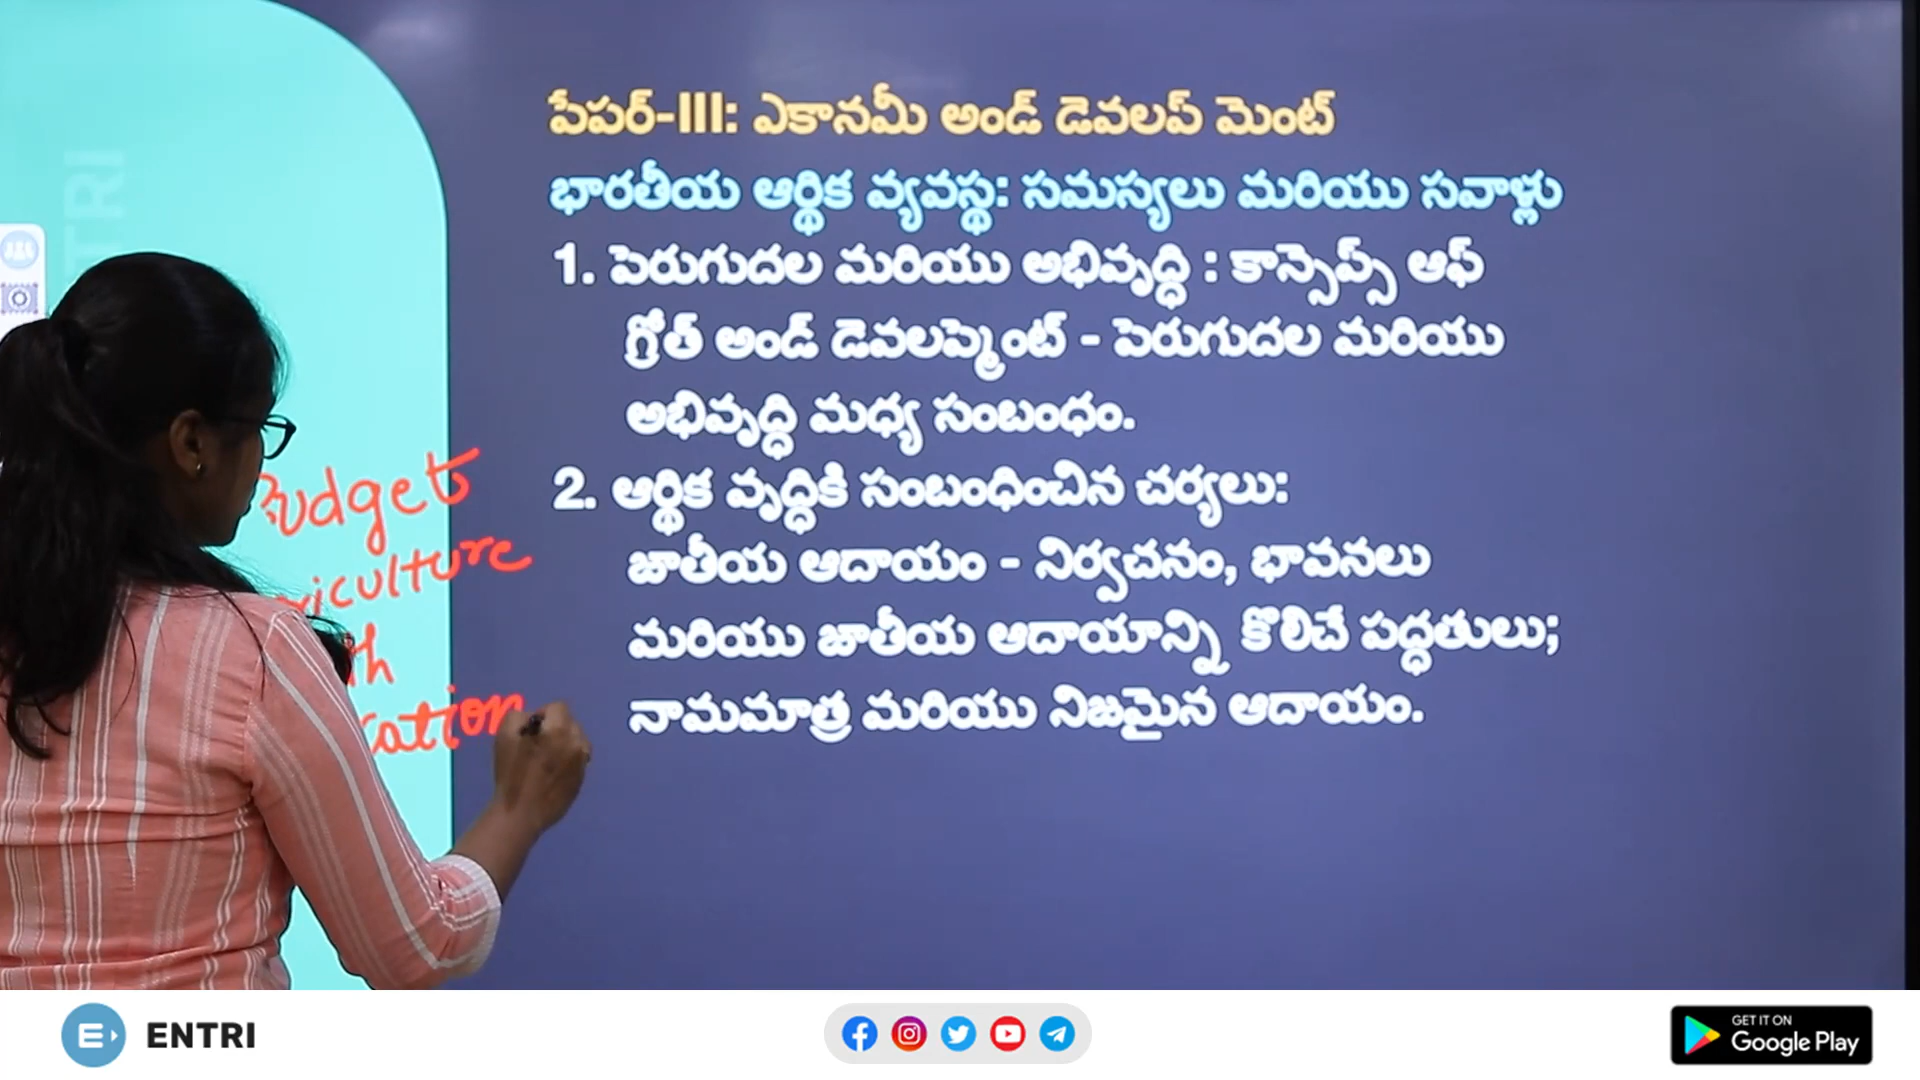 పేపర్-III: ఎకానమీ అండ్ డెవలప్ మెంట్
భారతీయ ఆర్థిక వ్యవస్థ: సమస్యలు మరియు సవాళ్లు
1. పెరుగుదల మరియు అభివృద్ధి : కాన్సెప్స్ ఆఫ్
గ్రోత్ అండ్ డెవలప్మెంట్ - పెరుగుదల మరియు
అభివృద్ధి మధ్య సంబంధం.
2. ఆర్థిక వృద్ధికి సంబంధించిన చర్యలు:
జాతీయ ఆదాయం - నిర్వచనం, భావనలు
మరియు జాతీయ ఆదాయాన్ని కొలిచే పద్ధతులు;
నామమాత్ర మరియు నిజమైన ఆదాయం.
Budgets
ENTRI
GET IT ON
Google Play